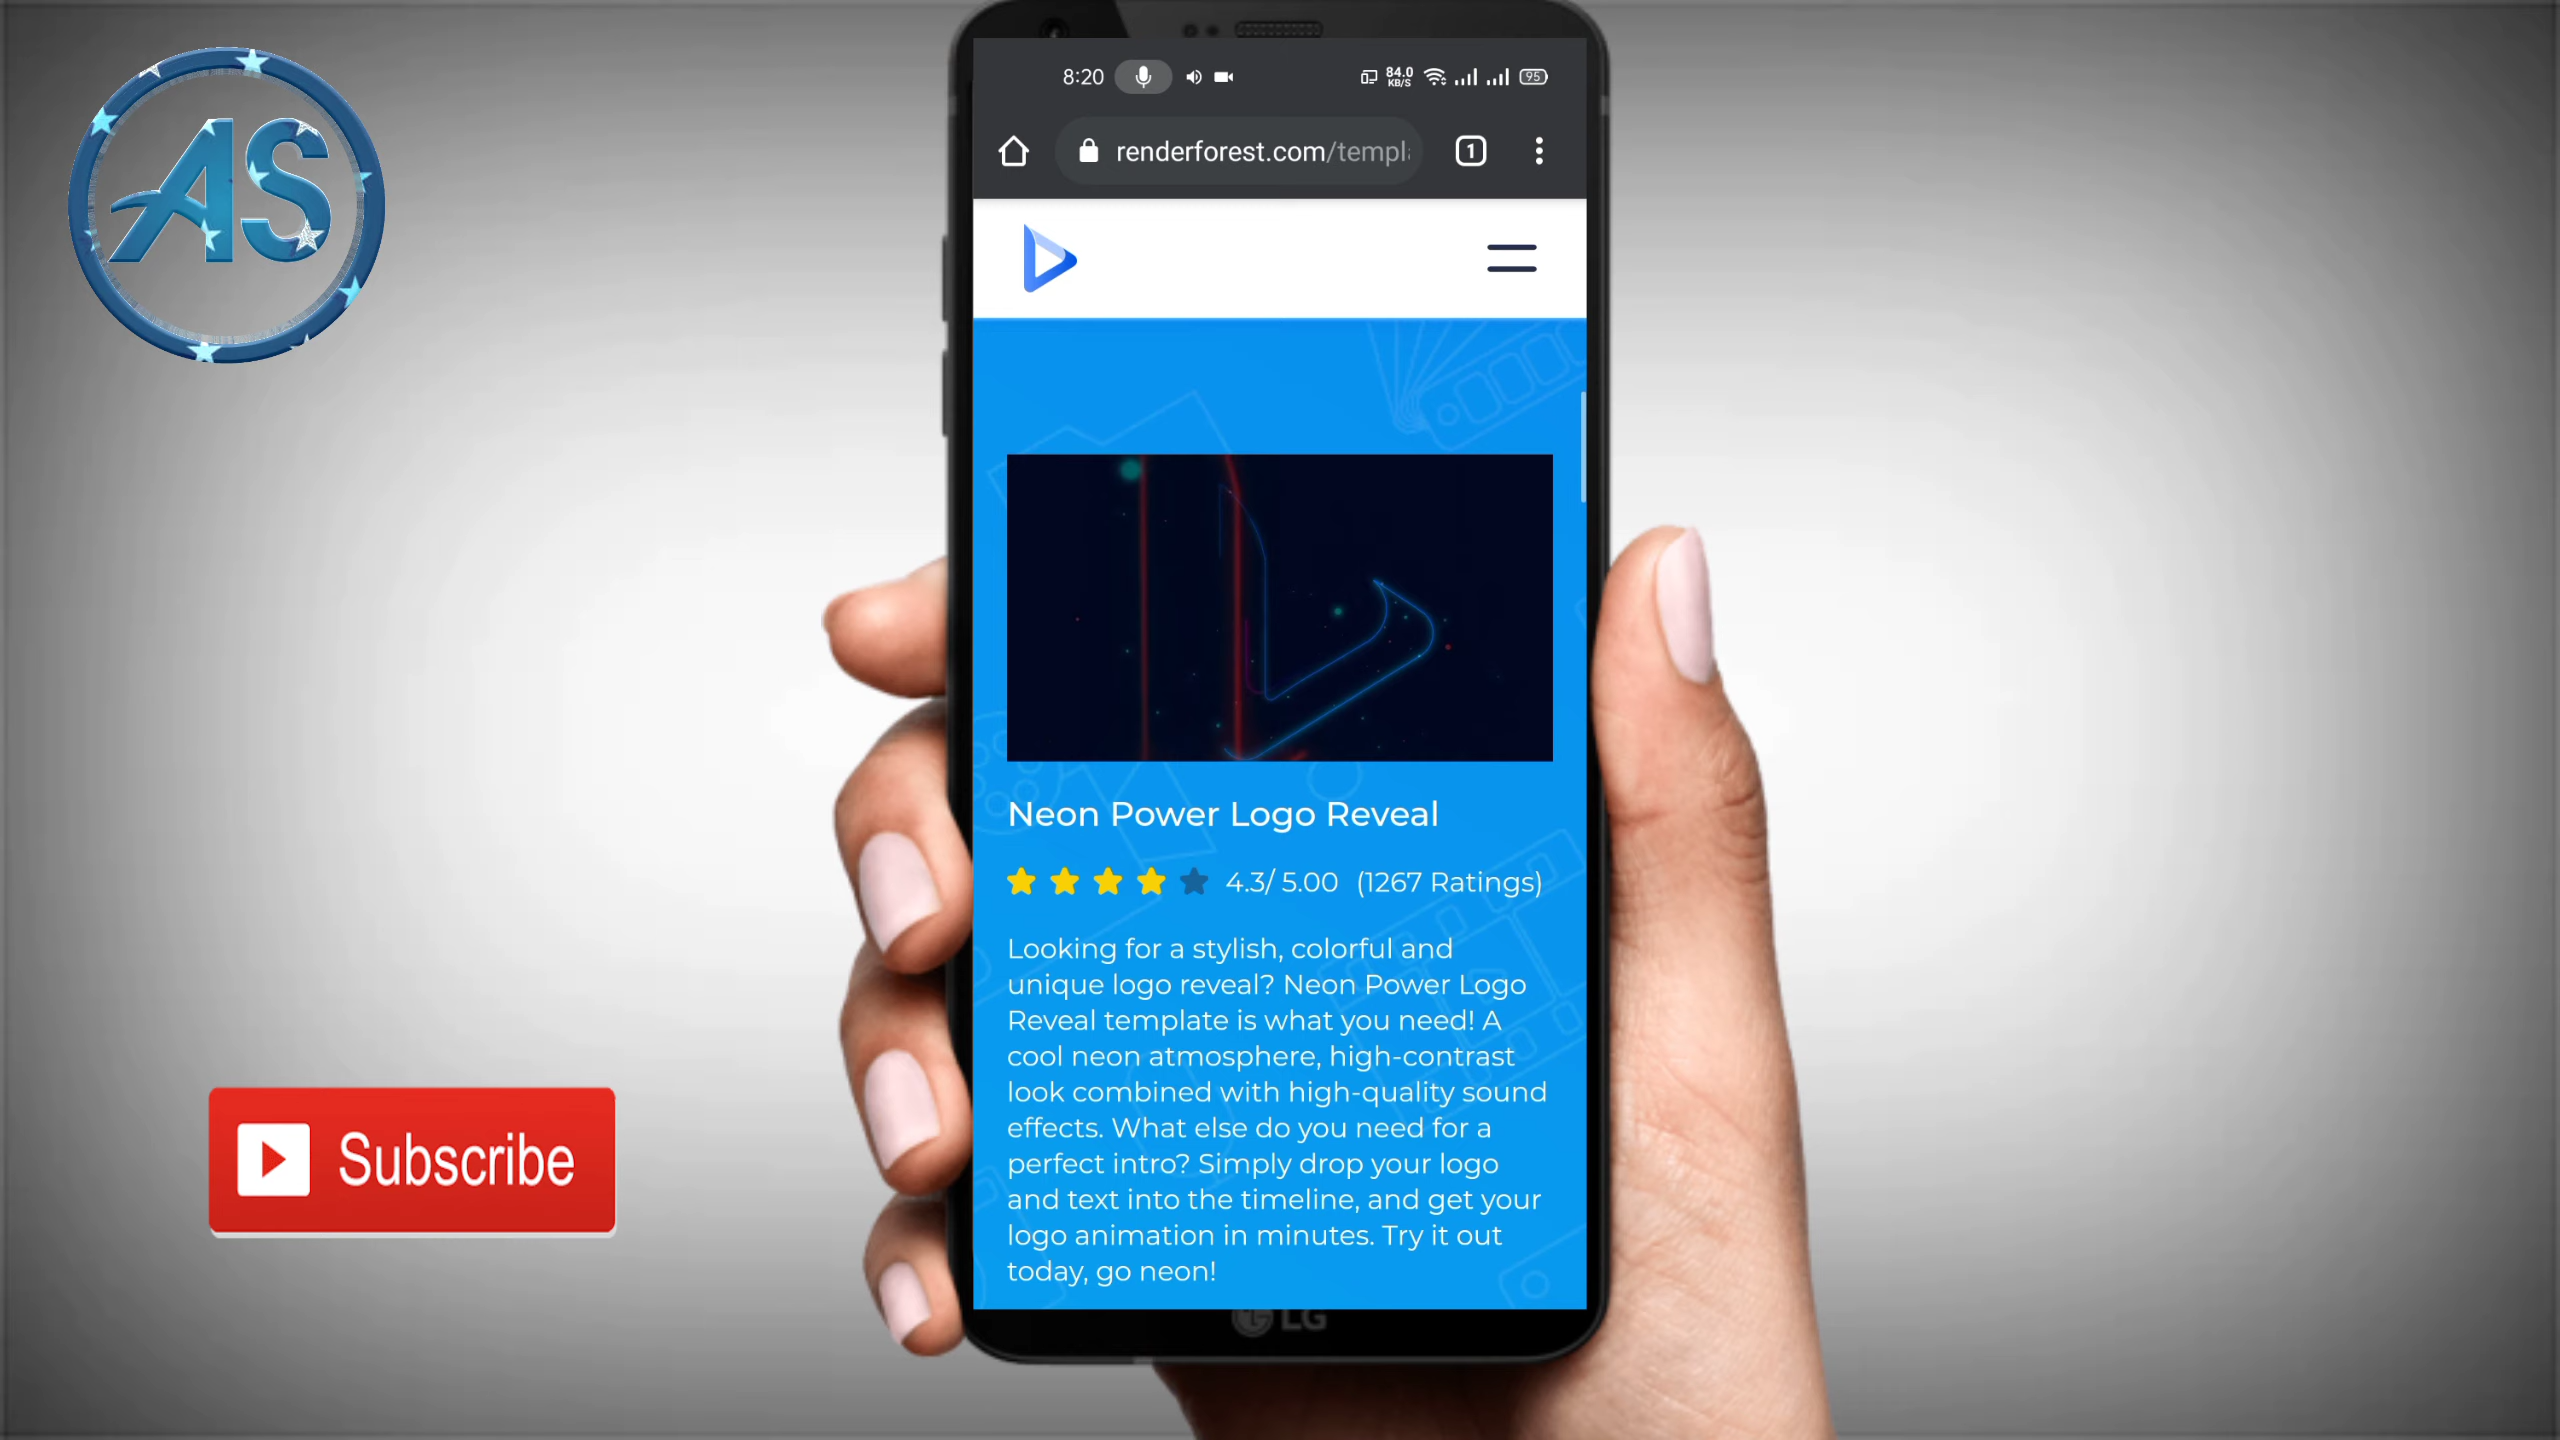 AS
8:20
84.0
KB/S
95
renderforest.com/templ
1
Neon Power Logo Reveal
4.3/ 5.00 (1267 Ratings)
Looking for a stylish, colorful and
unique logo reveal? Neon Power Logo
Reveal template is what you need! A
cool neon atmosphere, high-contrast
look combined with high-quality sound
effects. What else do you need for a
perfect intro? Simply drop your logo
and text into the timeline, and get your
logo animation in minutes. Try it out
today, go neon!
Subscribe
LG